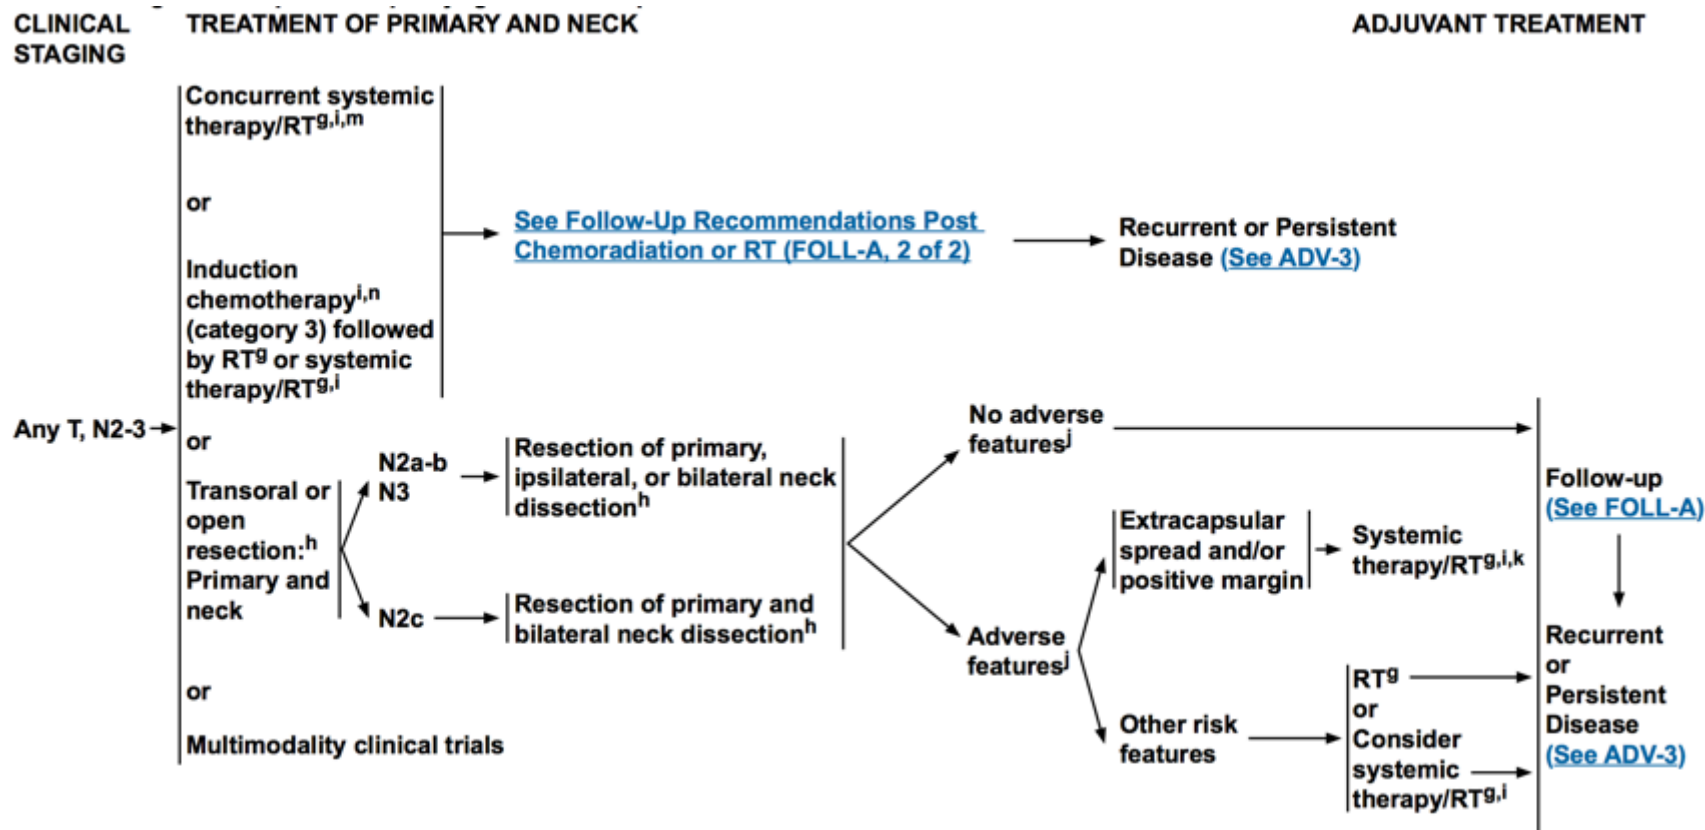 CLINICAL STAGING
TREATMENT OF PRIMARY AND NECK
ADJUVANT TREATMENT
Any T, N2-3
Concurrent systemic
therapy/RTg,i,m
or
Induction
chemotherapyi,n
(category 3) followed
by RTg or systemic
therapy/RTg,i
or
Transoral or
open
resection:h
Primary and
neck
or
Multimodality clinical trials
See Follow-Up Recommendations Post
Chemoradiation or RT (FOLL-A, 2 of 2)
Recurrent or Persistent
Disease (See ADV-3)
N2a-b
N3
Resection of primary,
ipsilateral, or bilateral neck
dissectionh
N2c
Resection of primary and
bilateral neck dissectionh
No adverse
featuresj
Adverse
featuresj
Extracapsular
spread and/or
positive margin
Systemic
therapy/RTg,i,k
Other risk
features
RTg
or
Consider
systemic
therapy/RTg,i
Follow-up
(See FOLL-A)
Recurrent
or
Persistent
Disease
(See ADV-3)